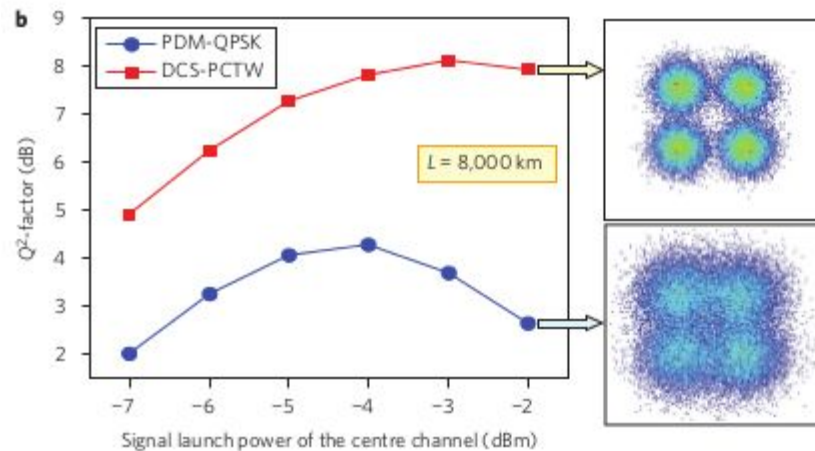 b
9
8
7
6
5
4
3
2
Q²-factor (dB)
PDM-QPSK
DCS-PCTW
L = 8,000 km
−7 −6 −5 −4 −3 −2
Signal launch power of the centre channel (dBm)